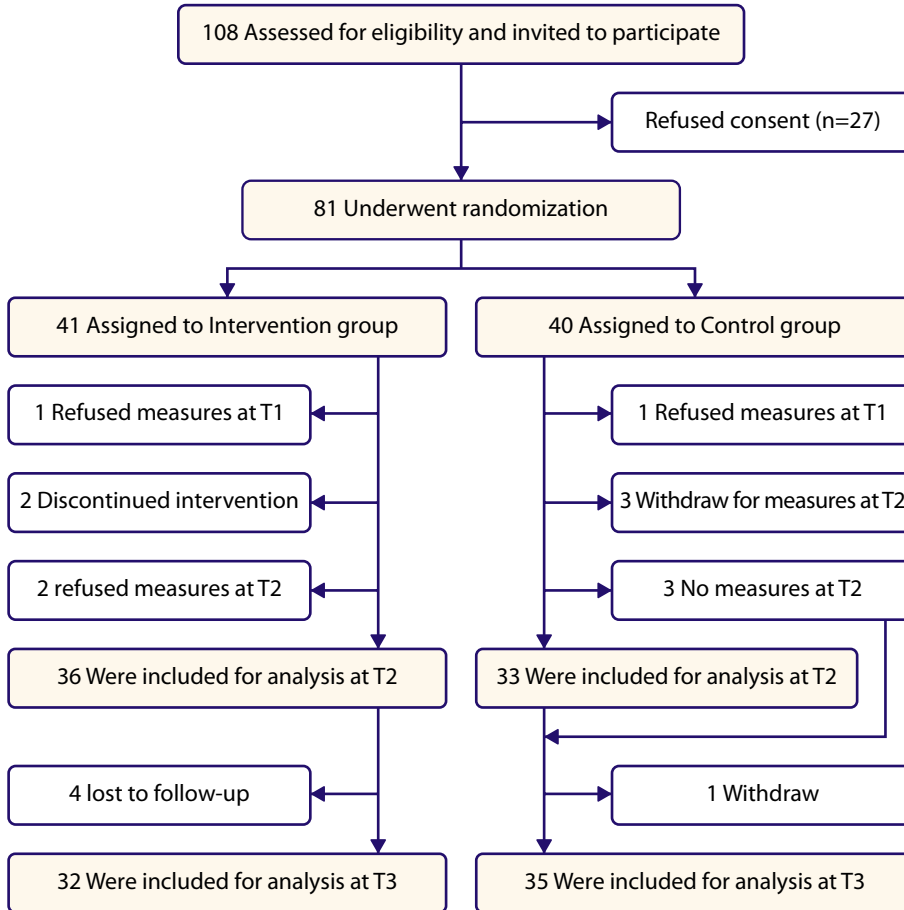 108 Assessed for eligibility and invited to participate
Refused consent (n=27)
81 Underwent randomization
41 Assigned to Intervention group
40 Assigned to Control group
1 Refused measures at T1
1 Refused measures at T1
2 Discontinued intervention
3 Withdraw for measures at T2
2 refused measures at T2
3 No measures at T2
36 Were included for analysis at T2
33 Were included for analysis at T2
4 lost to follow-up
1 Withdraw
32 Were included for analysis at T3
35 Were included for analysis at T3